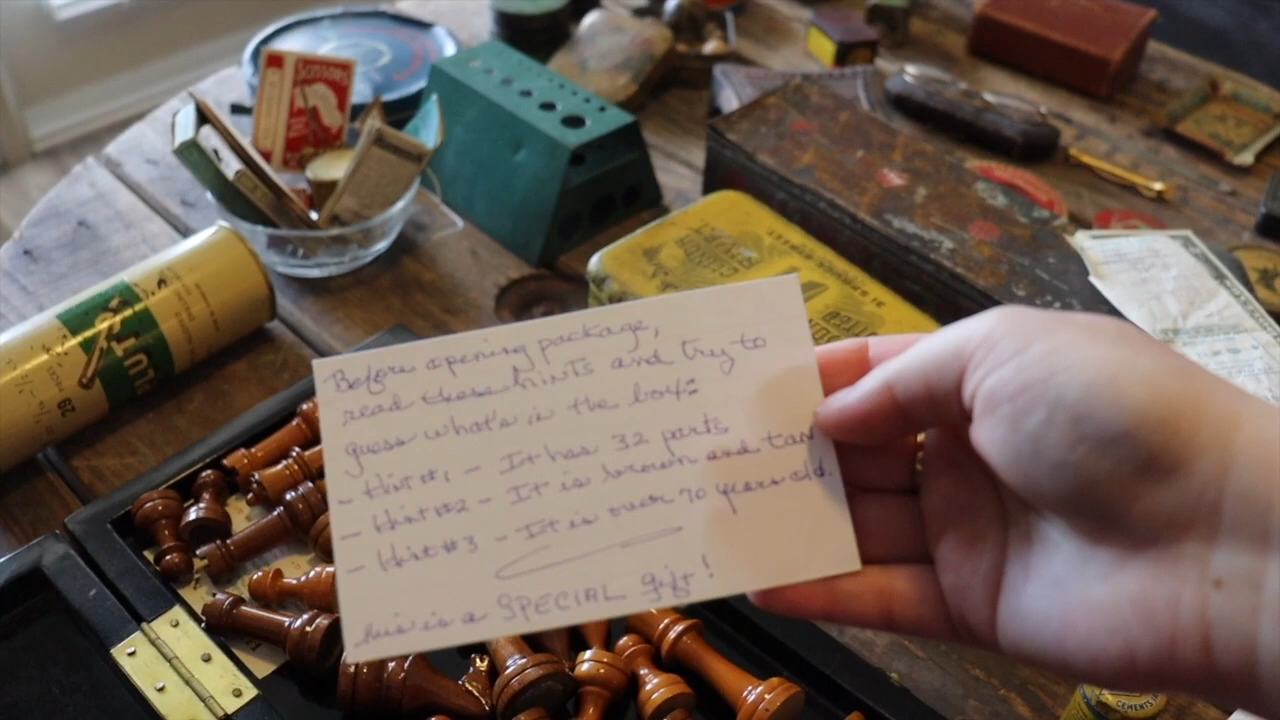 SCISSORS
Before opening package,
read these hints and try to
guess what's in the box:
- Hint #1 - It has 32 parts
- Hint #2 - It is brown and tan
- Hint #3 - It is over 70 years old.
this is a SPECIAL gift!
CEMENTS